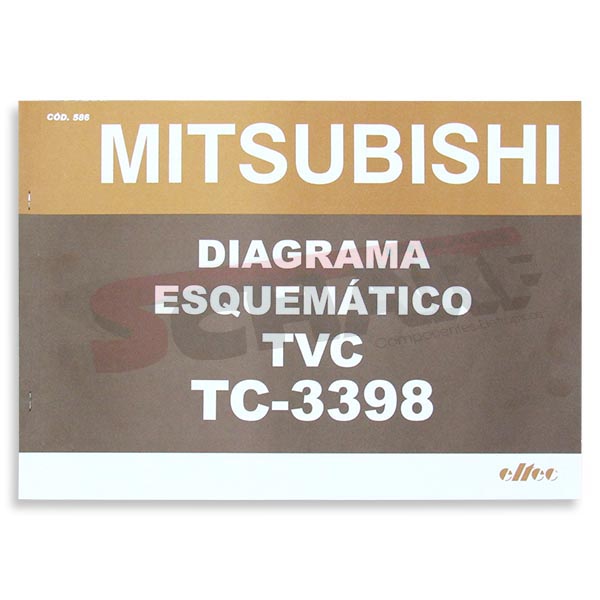 CÓD. 586
MITSUBISHI
DIAGRAMA
ESQUEMÁTICO
TVC
TC-3398
eltec